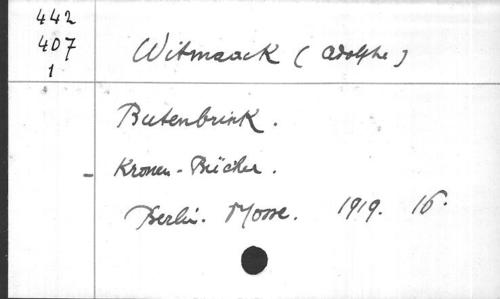 442
407
1
Witmaack (Adolphe)
Butenbrink.
- Kronen-Bücher.
Berlin. Mosse. 1919. 16.